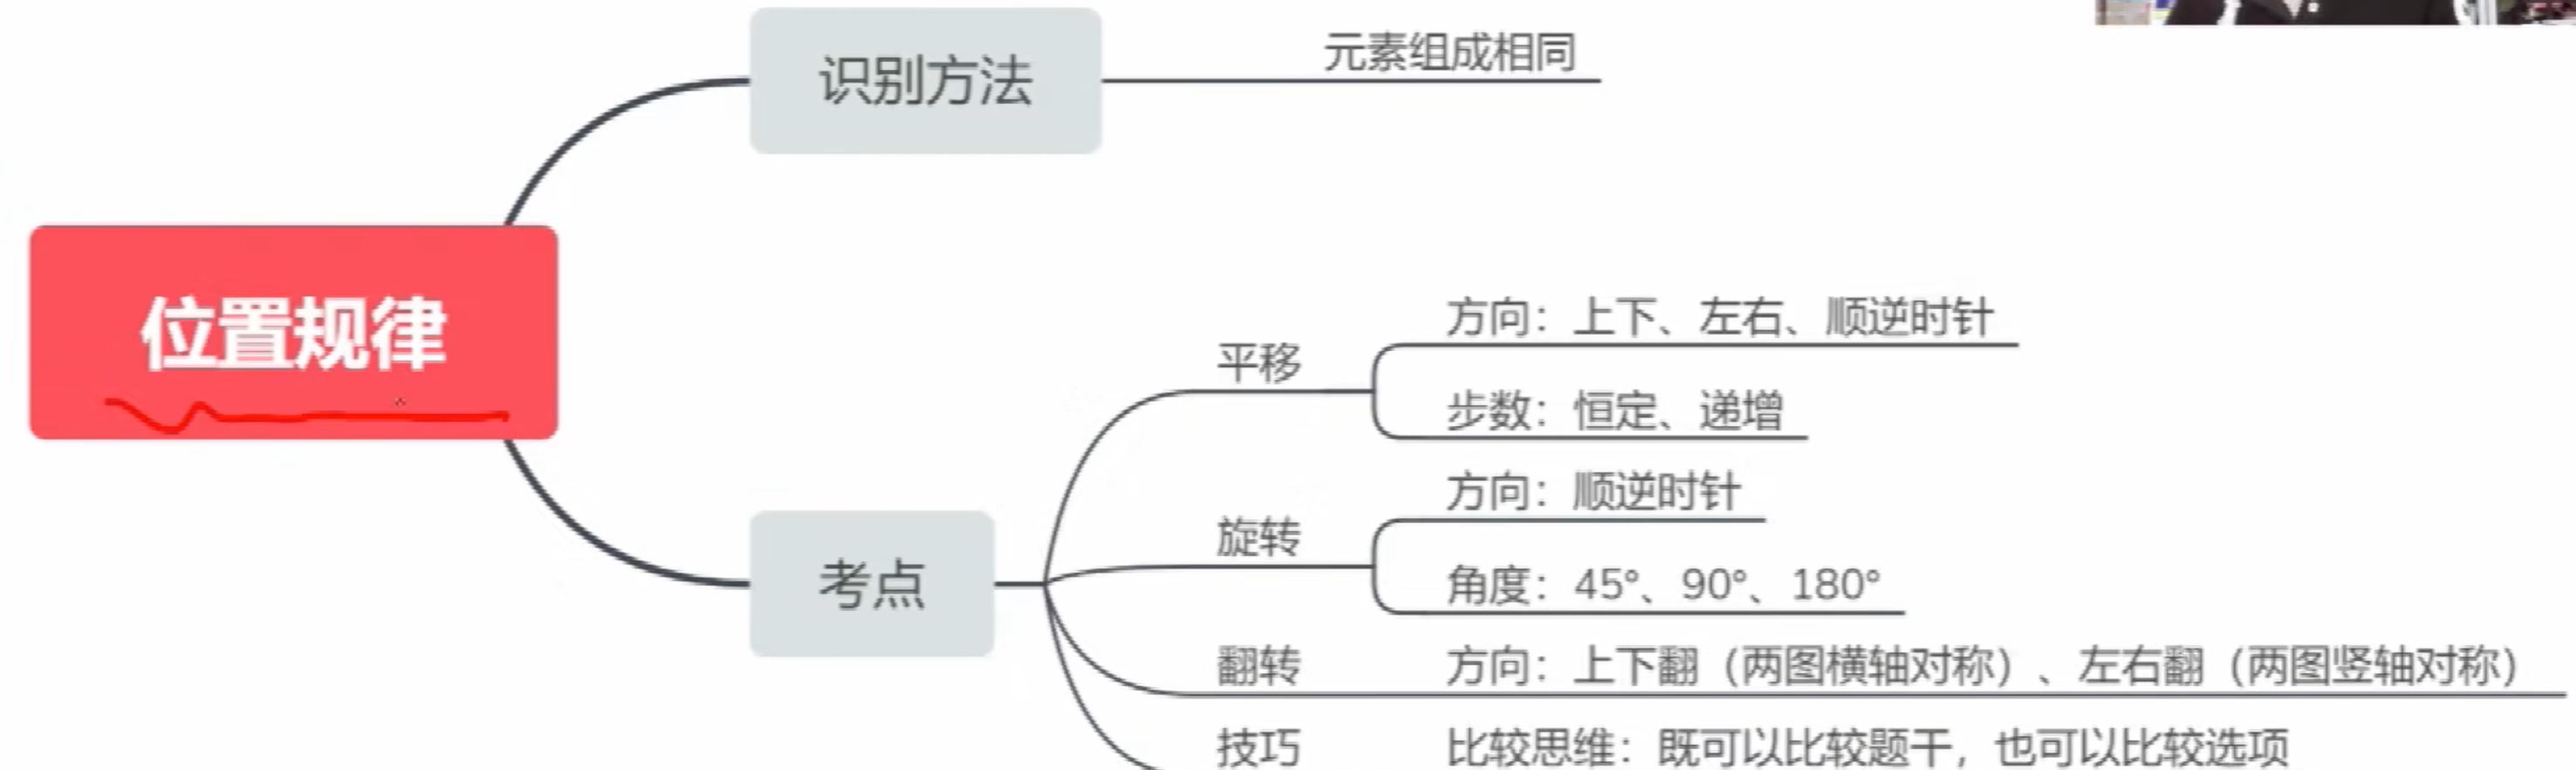 识别方法
元素组成相同
位置规律
考点
平移
方向：上下、左右、顺逆时针
步数：恒定、递增
旋转
方向：顺逆时针
角度：45°、90°、180°
翻转
方向：上下翻（两图横轴对称）、左右翻（两图竖轴对称）
技巧
比较思维：既可以比较题干，也可以比较选项